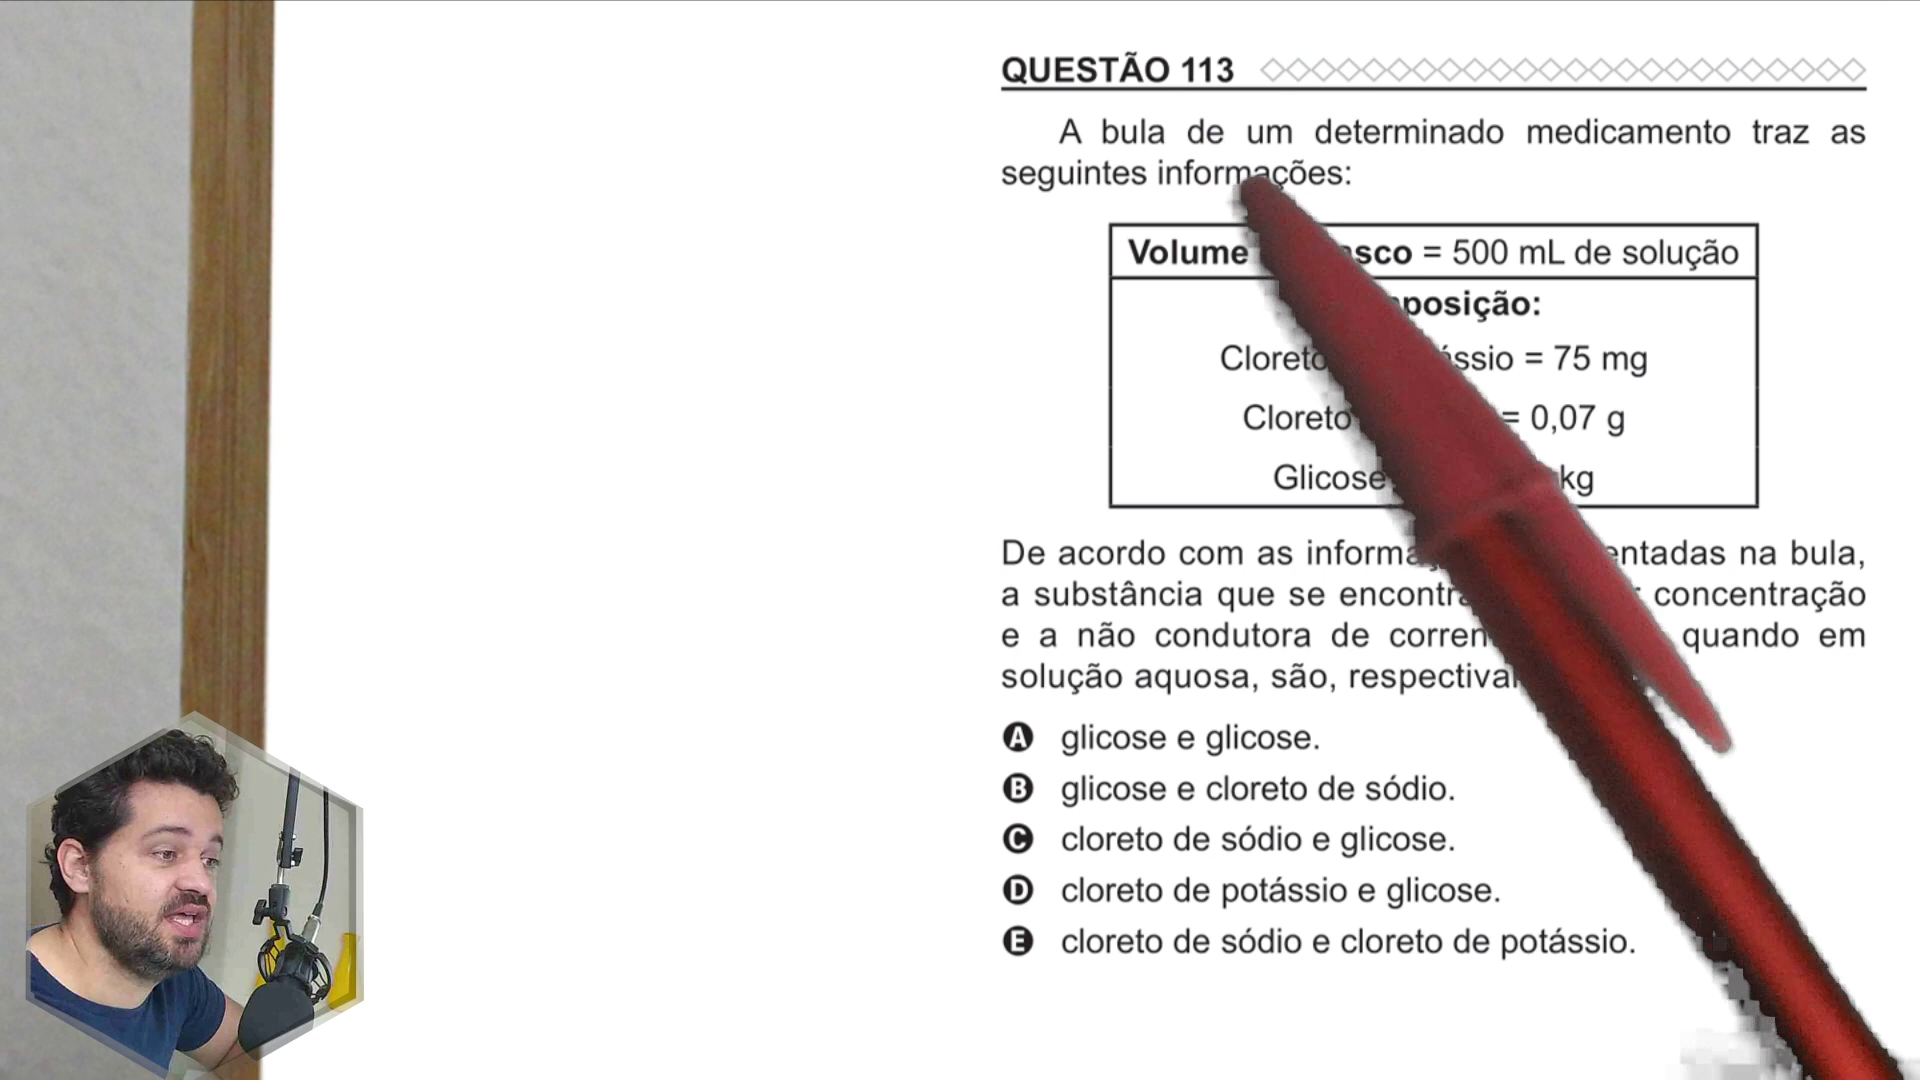 QUESTÃO 113
A bula de um determinado medicamento traz as
seguintes informações:
Volume asco = 500 mL de solução
posição:
Cloreto ssio = 75 mg
Cloreto = 0,07 g
Glicose kg
De acordo com as informa entadas na bula,
a substância que se encontra concentração
e a não condutora de corren quando em
solução aquosa, são, respectiva
A glicose e glicose.
B glicose e cloreto de sódio.
C cloreto de sódio e glicose.
D cloreto de potássio e glicose.
E cloreto de sódio e cloreto de potássio.